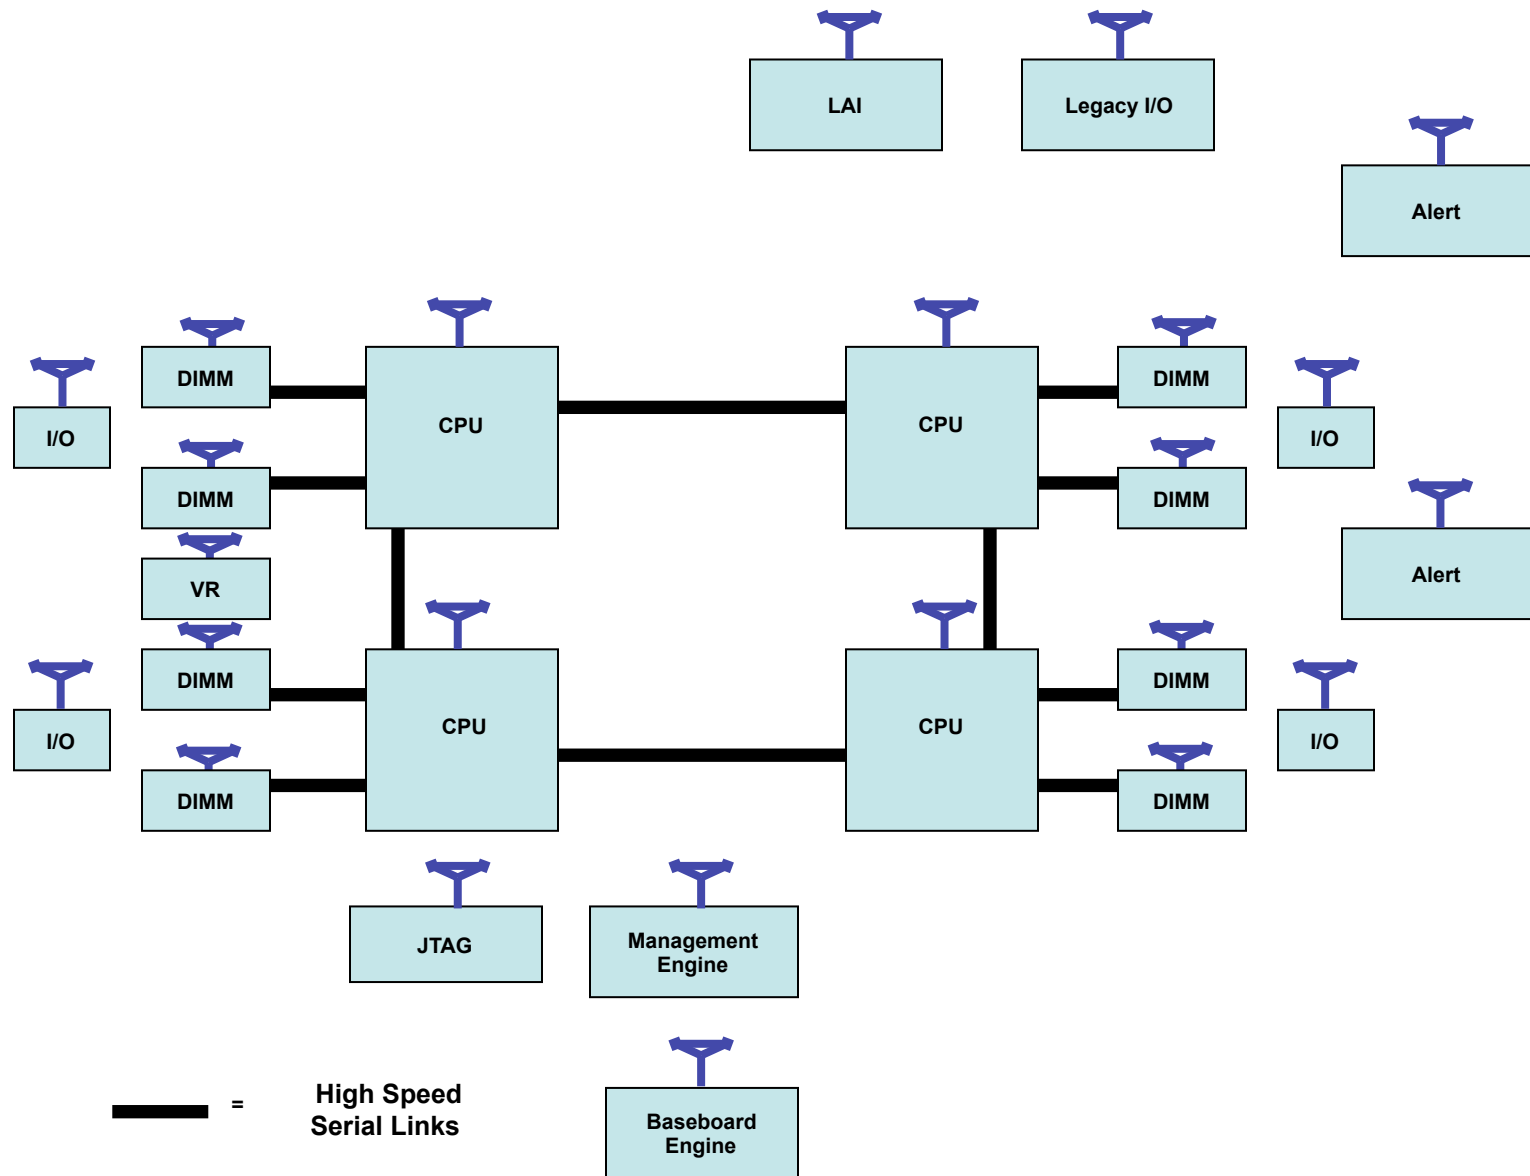 LAI
Legacy I/O
Alert
DIMM
CPU
CPU
DIMM
I/O
I/O
DIMM
DIMM
VR
Alert
DIMM
CPU
CPU
DIMM
I/O
I/O
DIMM
DIMM
JTAG
Management
Engine
= High Speed
Serial Links
Baseboard
Engine